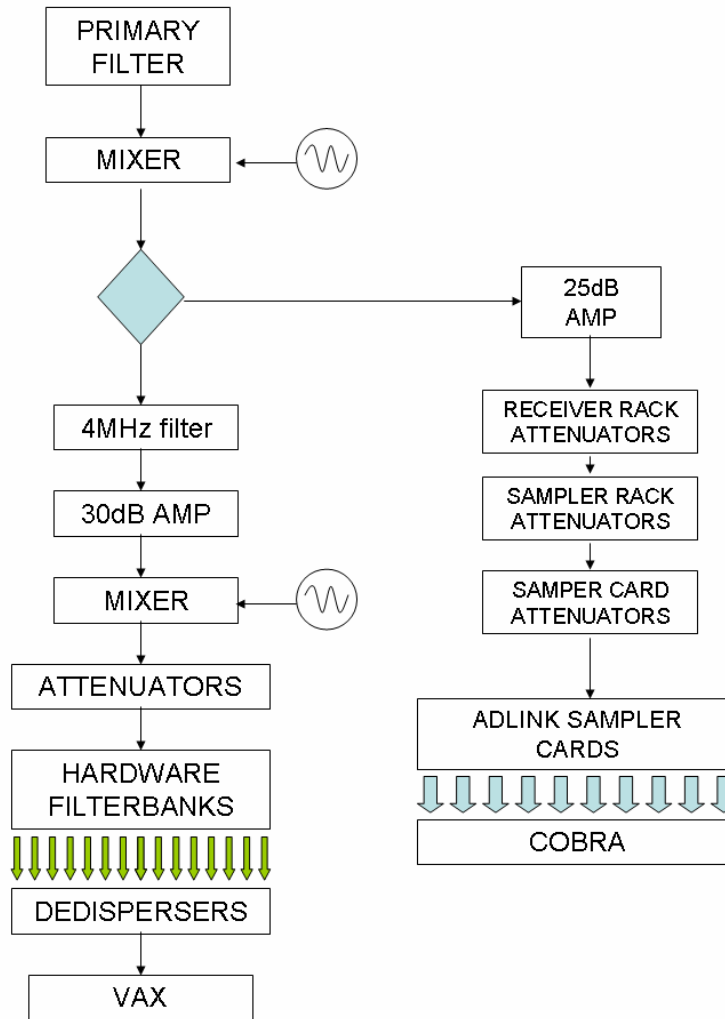 PRIMARY
FILTER
MIXER
25dB
AMP
4MHz filter
RECEIVER RACK
ATTENUATORS
30dB AMP
SAMPLER RACK
ATTENUATORS
MIXER
SAMPER CARD
ATTENUATORS
ATTENUATORS
ADLINK SAMPLER
CARDS
HARDWARE
FILTERBANKS
COBRA
DEDISPERSERS
VAX